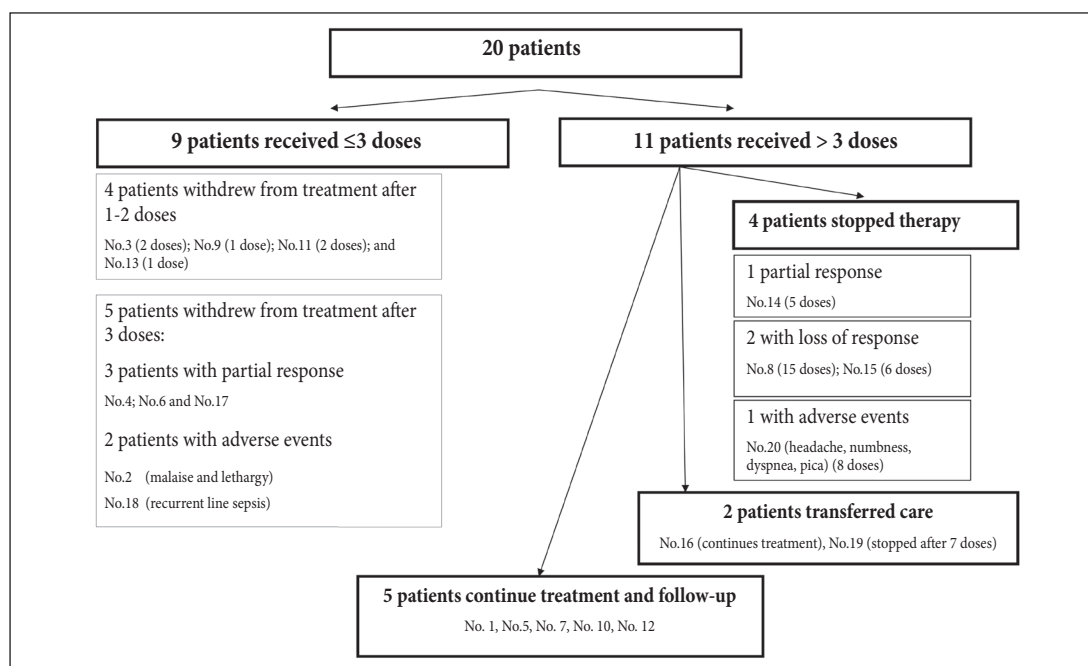 20 patients
9 patients received ≤3 doses
4 patients withdrew from treatment after
1-2 doses
No.3 (2 doses); No.9 (1 dose); No.11 (2 doses); and
No.13 (1 dose)
5 patients withdrew from treatment after
3 doses:
3 patients with partial response
No.4; No.6 and No.17
2 patients with adverse events
No.2 (malaise and lethargy)
No.18 (recurrent line sepsis)
11 patients received > 3 doses
4 patients stopped therapy
1 partial response
No.14 (5 doses)
2 with loss of response
No.8 (15 doses); No.15 (6 doses)
1 with adverse events
No.20 (headache, numbness,
dyspnea, pica) (8 doses)
2 patients transferred care
No.16 (continues treatment), No.19 (stopped after 7 doses)
5 patients continue treatment and follow-up
No. 1, No.5, No. 7, No. 10, No. 12